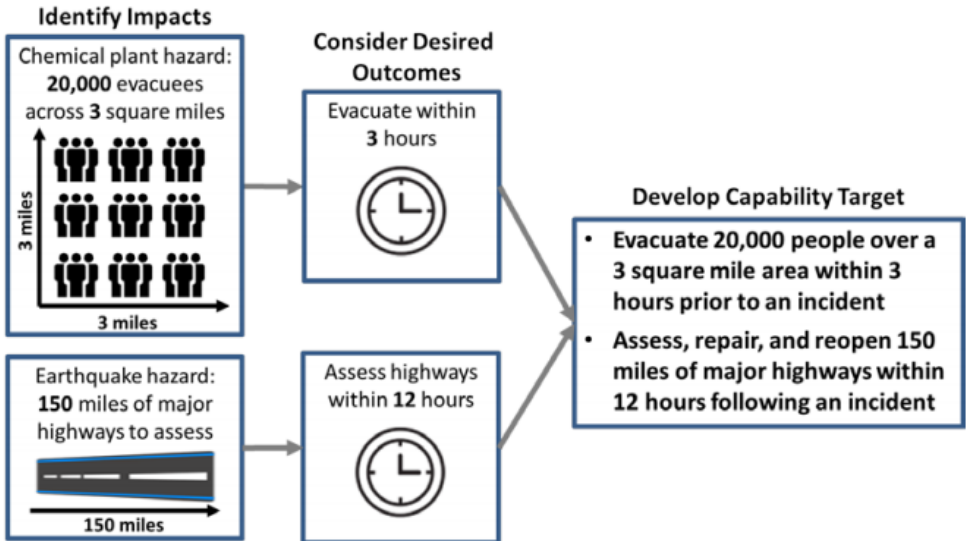 Identify Impacts
Chemical plant hazard:
20,000 evacuees
across 3 square miles
3 miles
3 miles
Earthquake hazard:
150 miles of major
highways to assess
150 miles
Consider Desired
Outcomes
Evacuate within
3 hours
Assess highways
within 12 hours
Develop Capability Target
• Evacuate 20,000 people over a
3 square mile area within 3
hours prior to an incident
• Assess, repair, and reopen 150
miles of major highways within
12 hours following an incident